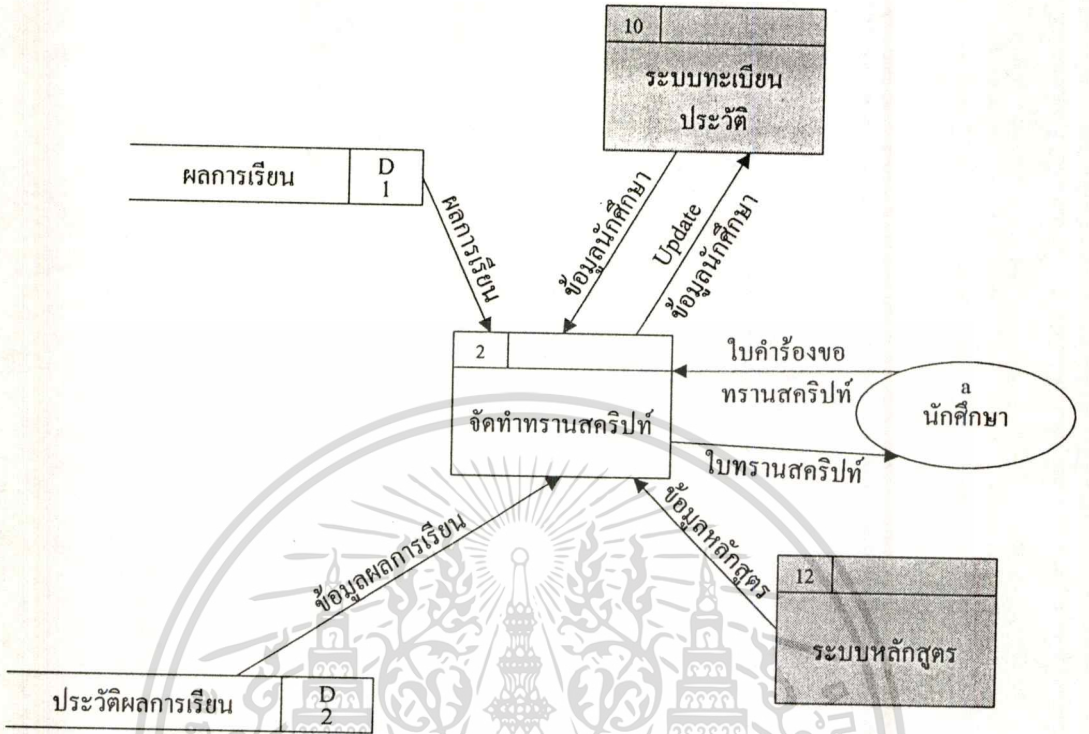 10
ระบบทะเบียน
ประวัติ
ผลการเรียน
D
1
ผลการเรียน
ข้อมูลนักศึกษา
Update
ข้อมูลนักศึกษา
2
จัดทำทรานสคริปท์
ใบคำร้องขอ
ทรานสคริปท์
a
นักศึกษา
ใบทรานสคริปท์
ข้อมูลผลการเรียน
ข้อมูลหลักสูตร
12
ระบบหลักสูตร
ประวัติผลการเรียน
D
2